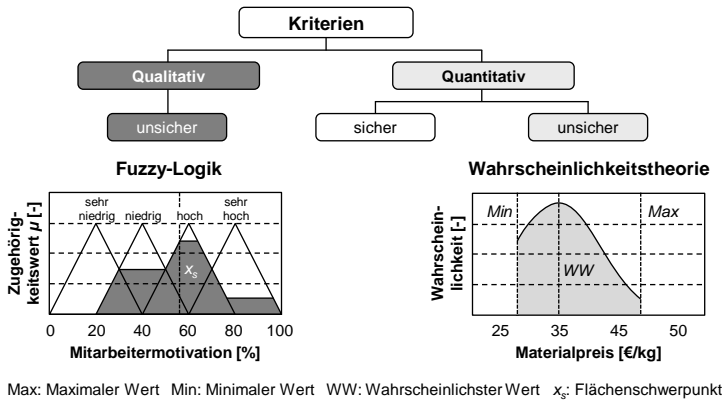 Kriterien
Qualitativ
Quantitativ
unsicher
sicher
unsicher
Fuzzy-Logik
Wahrscheinlichkeitstheorie
Zugehörig-
keitswert µ [-]
sehr
niedrig
niedrig
hoch
sehr
hoch
xs
0 20 40 60 80 100
Mitarbeitermotivation [%]
Wahrschein-
lichkeit [-]
Min
Max
WW
25 35 45 50
Materialpreis [€/kg]
Max: Maximaler Wert Min: Minimaler Wert WW: Wahrscheinlichster Wert xs: Flächenschwerpunkt